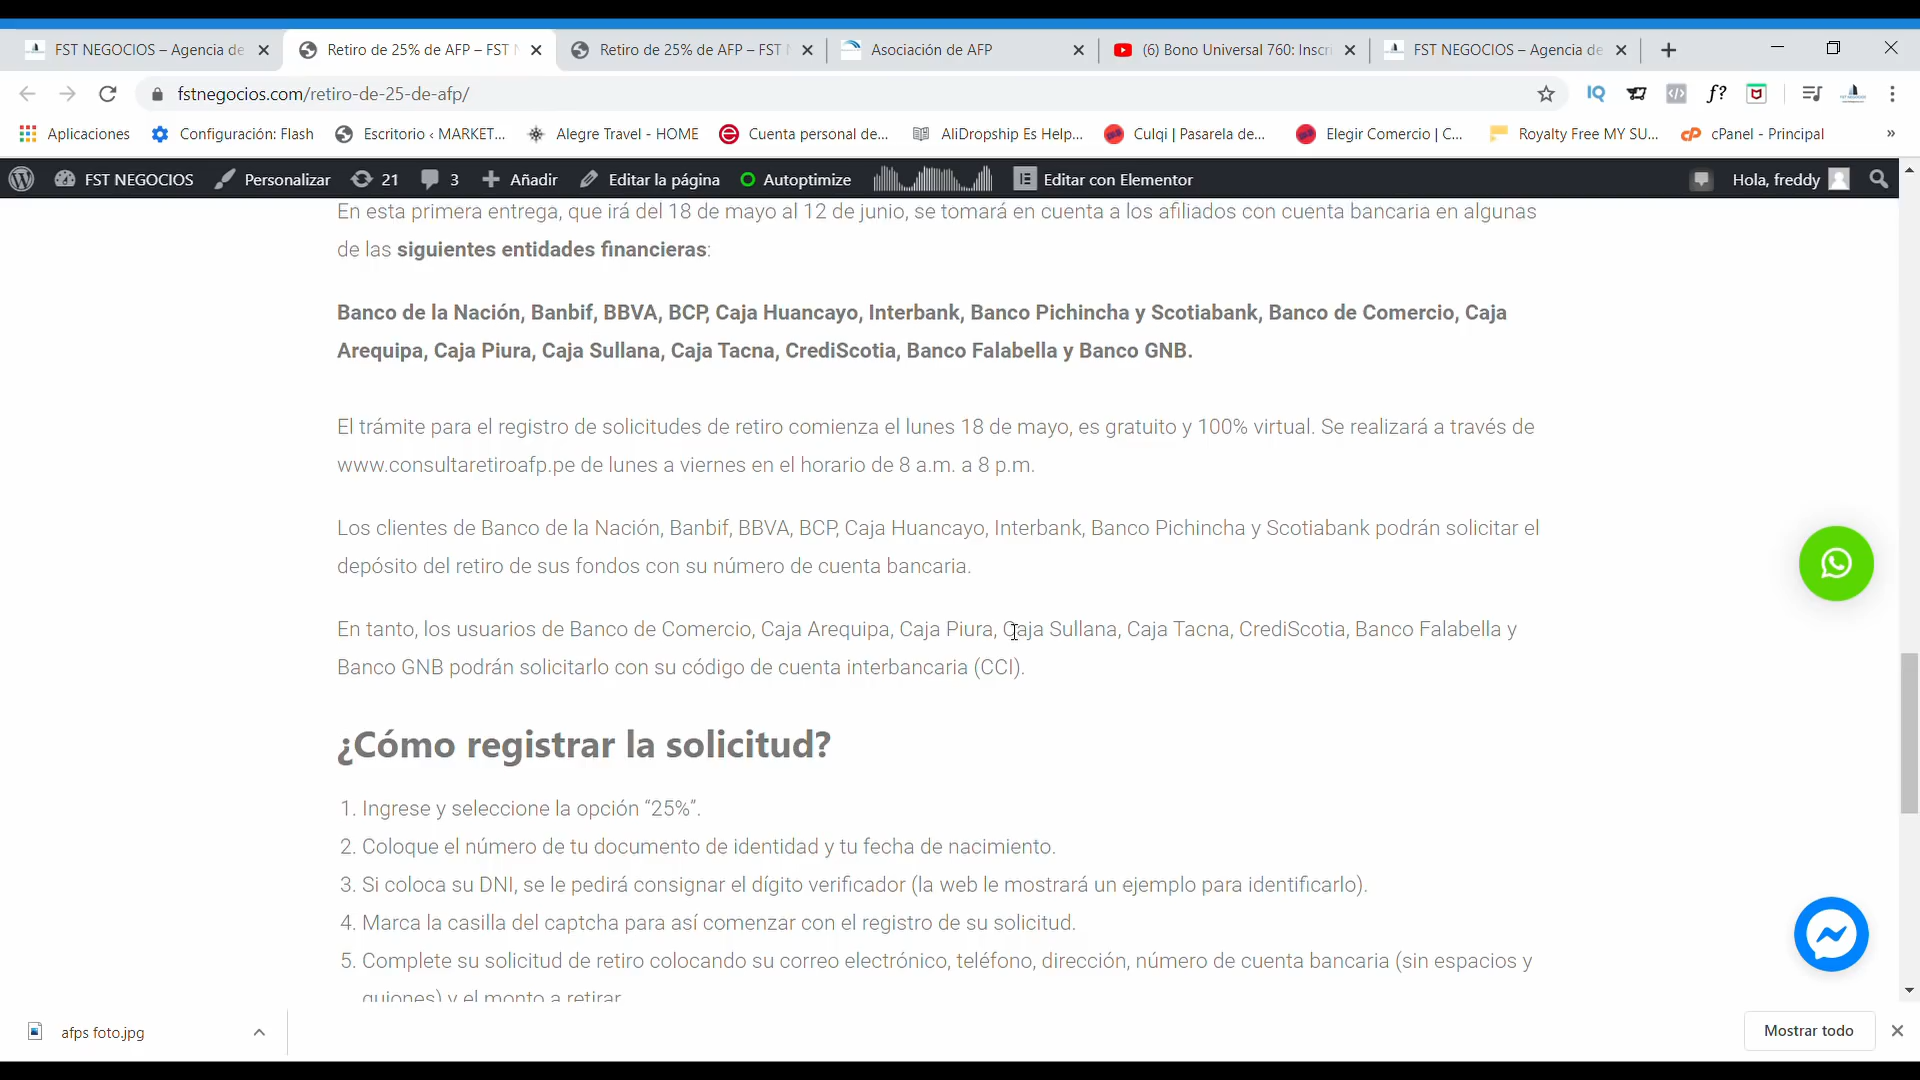 FST NEGOCIOS – Agencia de
Retiro de 25% de AFP – FST
Retiro de 25% de AFP – FST
Asociación de AFP
(6) Bono Universal 760: Inscri
FST NEGOCIOS – Agencia de
fstnegocios.com/retiro-de-25-de-afp/
IQ
f?
Aplicaciones
Configuración: Flash
Escritorio ‹ MARKET...
Alegre Travel - HOME
Cuenta personal de...
AliDropship Es Help...
Culqi | Pasarela de...
Elegir Comercio | C...
Royalty Free MY SU...
cPanel - Principal
»
FST NEGOCIOS
Personalizar
21
3
Añadir
Editar la página
Autoptimize
Editar con Elementor
Hola, freddy
En esta primera entrega, que irá del 18 de mayo al 12 de junio, se tomará en cuenta a los afiliados con cuenta bancaria en algunas
de las siguientes entidades financieras:
Banco de la Nación, Banbif, BBVA, BCP, Caja Huancayo, Interbank, Banco Pichincha y Scotiabank, Banco de Comercio, Caja
Arequipa, Caja Piura, Caja Sullana, Caja Tacna, CrediScotia, Banco Falabella y Banco GNB.
El trámite para el registro de solicitudes de retiro comienza el lunes 18 de mayo, es gratuito y 100% virtual. Se realizará a través de
www.consultaretiroafp.pe de lunes a viernes en el horario de 8 a.m. a 8 p.m.
Los clientes de Banco de la Nación, Banbif, BBVA, BCP, Caja Huancayo, Interbank, Banco Pichincha y Scotiabank podrán solicitar el
depósito del retiro de sus fondos con su número de cuenta bancaria.
En tanto, los usuarios de Banco de Comercio, Caja Arequipa, Caja Piura, Caja Sullana, Caja Tacna, CrediScotia, Banco Falabella y
Banco GNB podrán solicitarlo con su código de cuenta interbancaria (CCI).
¿Cómo registrar la solicitud?
1. Ingrese y seleccione la opción “25%”.
2. Coloque el número de tu documento de identidad y tu fecha de nacimiento.
3. Si coloca su DNI, se le pedirá consignar el dígito verificador (la web le mostrará un ejemplo para identificarlo).
4. Marca la casilla del captcha para así comenzar con el registro de su solicitud.
5. Complete su solicitud de retiro colocando su correo electrónico, teléfono, dirección, número de cuenta bancaria (sin espacios y
guiones) y el monto a retirar
afps foto.jpg
Mostrar todo